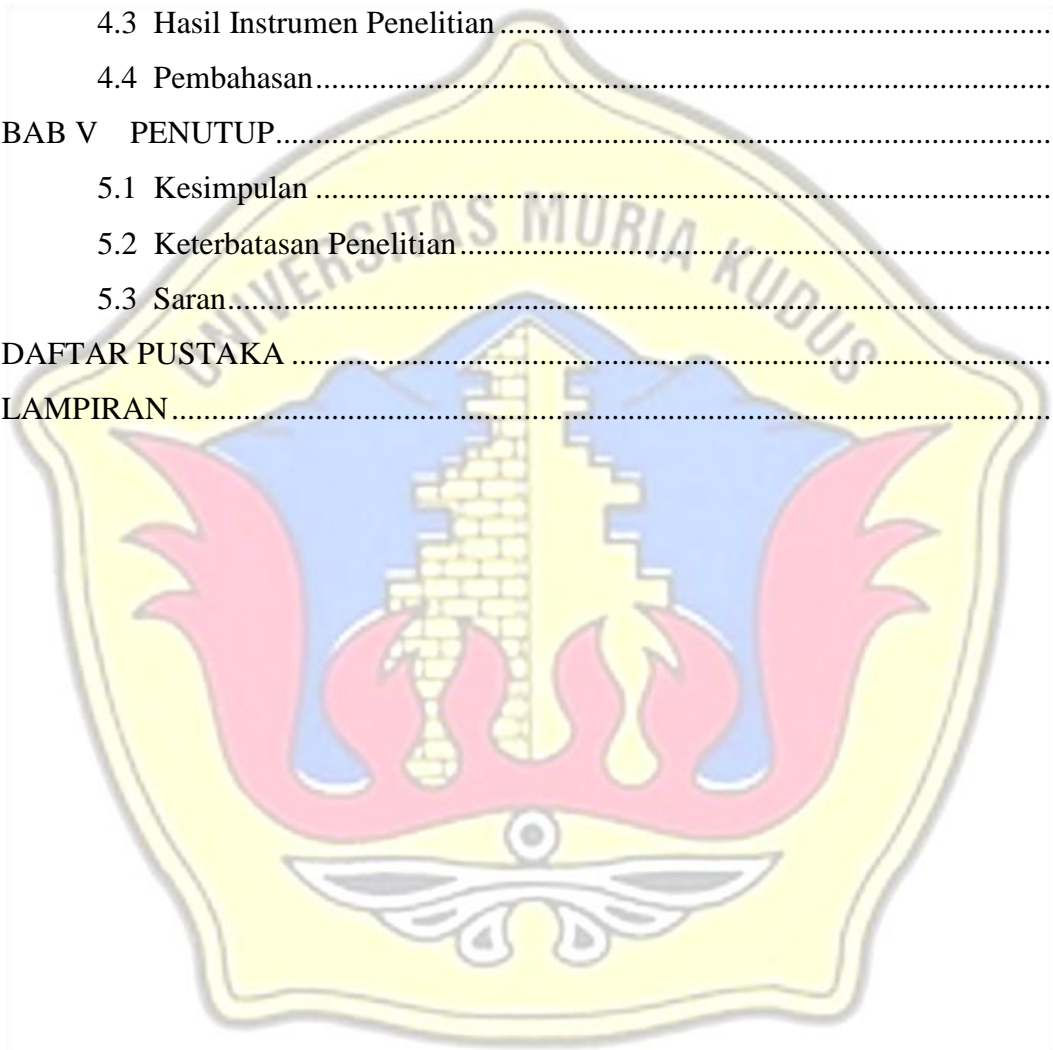 4.3 Hasil Instrumen Penelitian ........................................................................
4.4 Pembahasan ...............................................................................................
BAB V PENUTUP ...................................................................................................
5.1 Kesimpulan ...............................................................................................
5.2 Keterbatasan Penelitian .............................................................................
5.3 Saran ..........................................................................................................
DAFTAR PUSTAKA ................................................................................................
LAMPIRAN ..............................................................................................................
UNIVERSITAS MURIA KUDUS